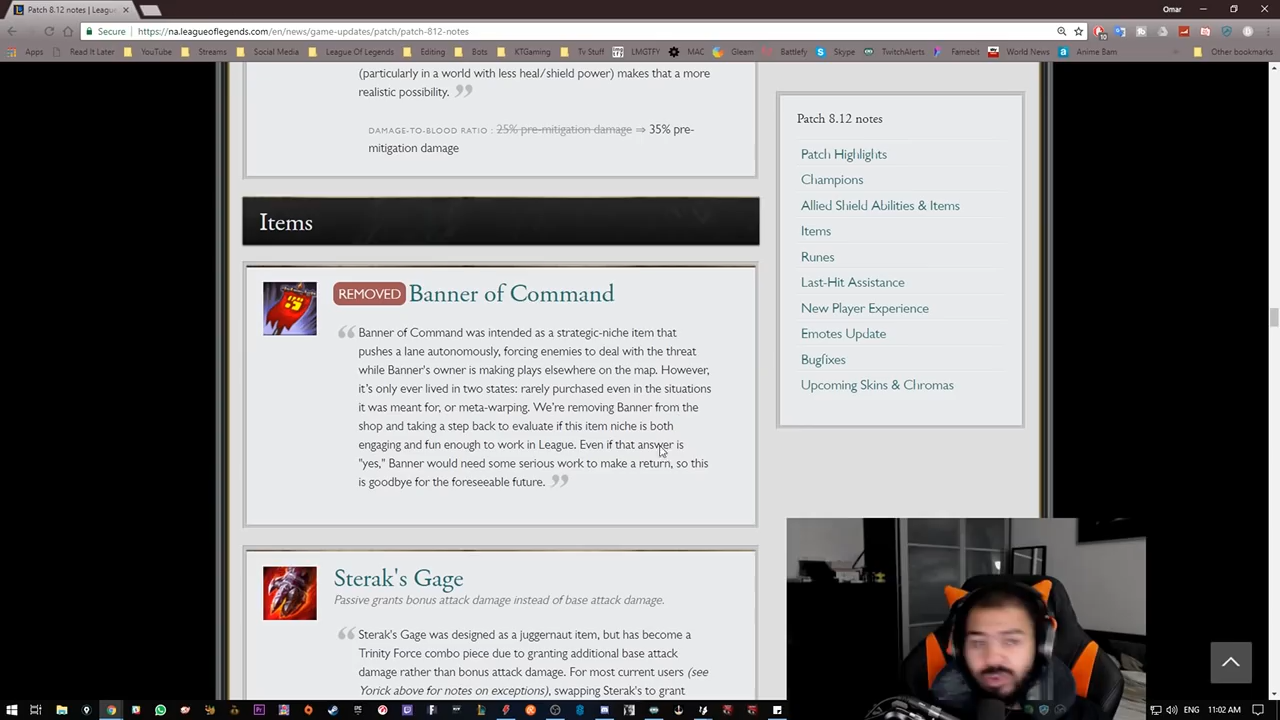 Patch 8.12 notes | Leagu
Omar
Secure
https://na.leagueoflegends.com/en/news/game-updates/patch/patch-812-notes
Apps
Read It Later
YouTube
Streams
Social Media
League Of Legends
Editing
Bots
KTGaming
Tv Stuff
LMGTFY
MAC
Gleam
Battlefy
Skype
TwitchAlerts
Famebit
World News
Anime Bam
Other bookmarks
(particularly in a world with less heal/shield power) makes that a more
realistic possibility.
DAMAGE-TO-BLOOD RATIO : 25% pre-mitigation damage ⇒ 35% pre-
mitigation damage
Items
REMOVED Banner of Command
Banner of Command was intended as a strategic-niche item that
pushes a lane autonomously, forcing enemies to deal with the threat
while Banner's owner is making plays elsewhere on the map. However,
it's only ever lived in two states: rarely purchased even in the situations
it was meant for, or meta-warping. We're removing Banner from the
shop and taking a step back to evaluate if this item niche is both
engaging and fun enough to work in League. Even if that answer is
"yes," Banner would need some serious work to make a return, so this
is goodbye for the foreseeable future.
Sterak's Gage
Passive grants bonus attack damage instead of base attack damage.
Sterak's Gage was designed as a juggernaut item, but has become a
Trinity Force combo piece due to granting additional base attack
damage rather than bonus attack damage. For most current users (see
Yorick above for notes on exceptions), swapping Sterak's to grant
Patch 8.12 notes
Patch Highlights
Champions
Allied Shield Abilities & Items
Items
Runes
Last-Hit Assistance
New Player Experience
Emotes Update
Bugfixes
Upcoming Skins & Chromas
ENG
11:02 AM